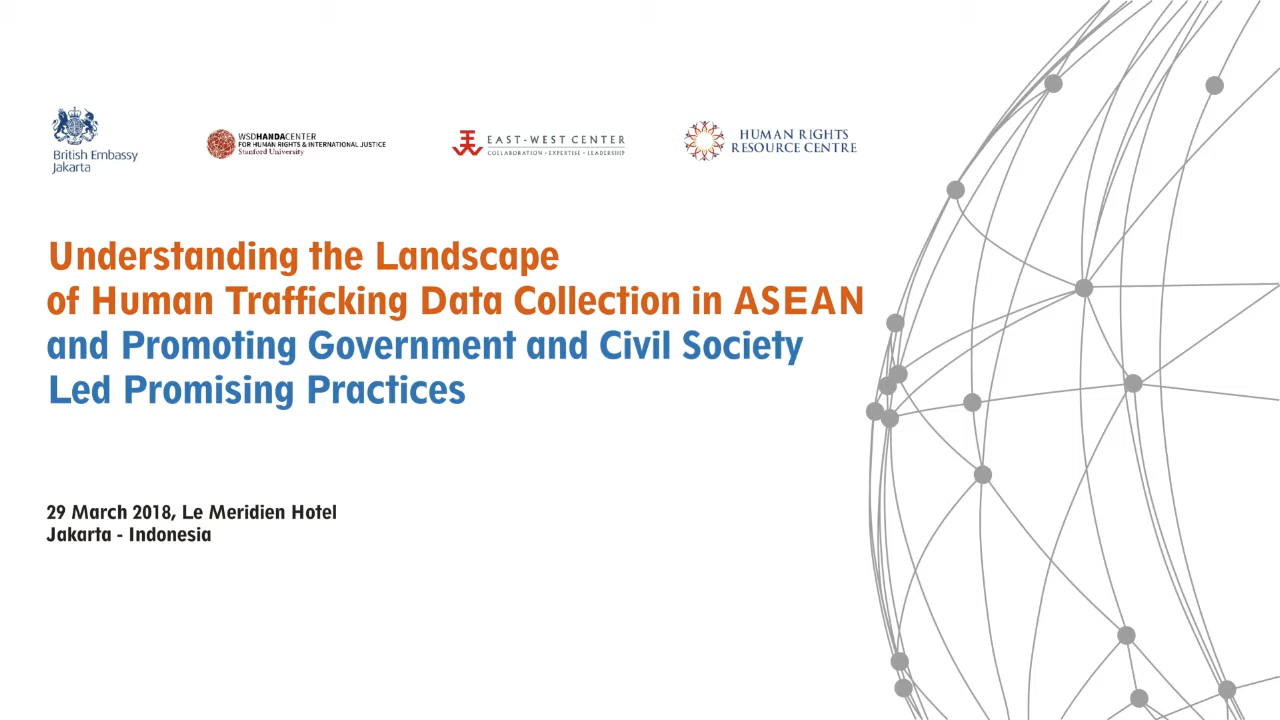 British Embassy
Jakarta
WSDHANDACENTER
FOR HUMAN RIGHTS & INTERNATIONAL JUSTICE
Stanford University
EAST-WEST CENTER
COLLABORATION • EXPERTISE • LEADERSHIP
HUMAN RIGHTS
RESOURCE CENTRE
Understanding the Landscape
of Human Trafficking Data Collection in ASEAN
and Promoting Government and Civil Society
Led Promising Practices
29 March 2018, Le Meridien Hotel
Jakarta - Indonesia